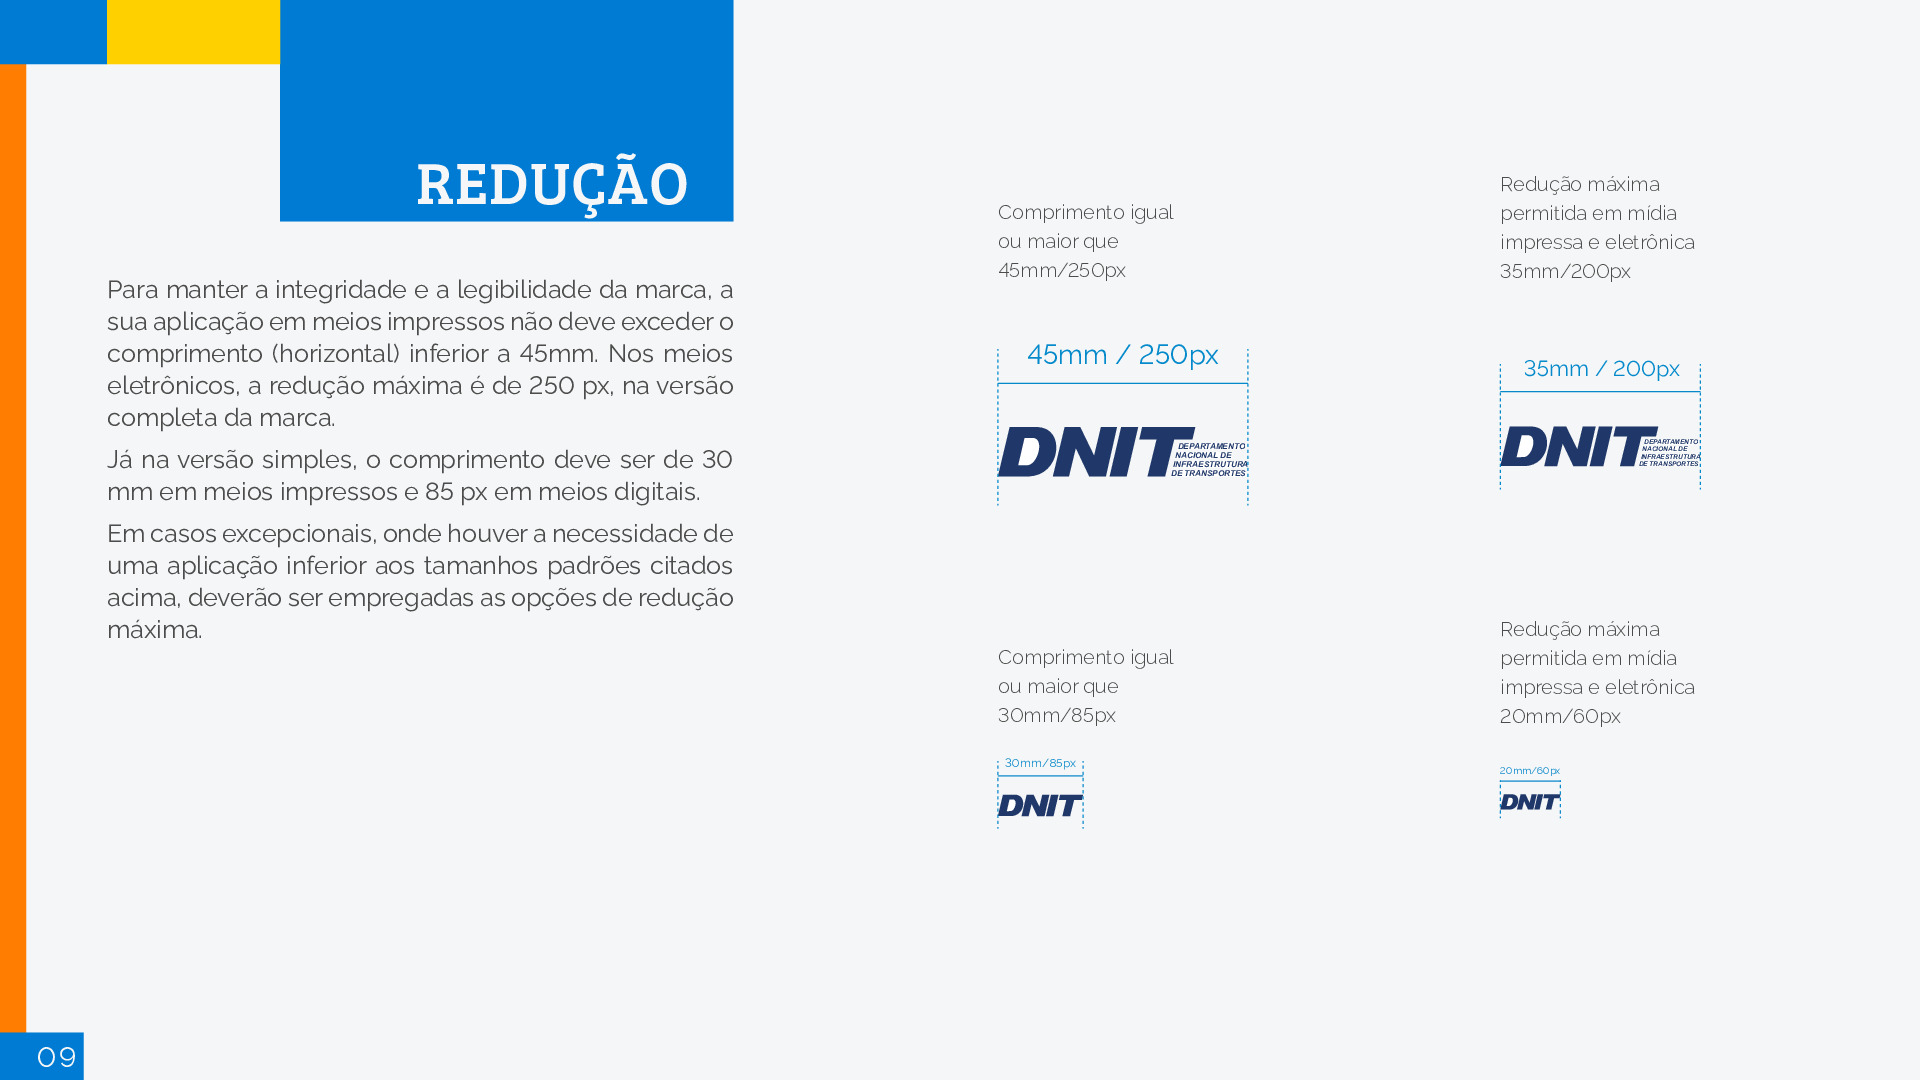 REDUÇÃO
Para manter a integridade e a legibilidade da marca, a
sua aplicação em meios impressos não deve exceder o
comprimento (horizontal) inferior a 45mm. Nos meios
eletrônicos, a redução máxima é de 250 px, na versão
completa da marca.
Já na versão simples, o comprimento deve ser de 30
mm em meios impressos e 85 px em meios digitais.
Em casos excepcionais, onde houver a necessidade de
uma aplicação inferior aos tamanhos padrões citados
acima, deverão ser empregadas as opções de redução
máxima.
Comprimento igual
ou maior que
45mm/250px
45mm / 250px
DNIT
DEPARTAMENTO
NACIONAL DE
INFRAESTRUTURA
DE TRANSPORTES
Redução máxima
permitida em mídia
impressa e eletrônica
35mm/200px
35mm / 200px
DNIT
DEPARTAMENTO
NACIONAL DE
INFRAESTRUTURA
DE TRANSPORTES
Comprimento igual
ou maior que
30mm/85px
30mm/85px
DNIT
Redução máxima
permitida em mídia
impressa e eletrônica
20mm/60px
20mm/60px
DNIT
09